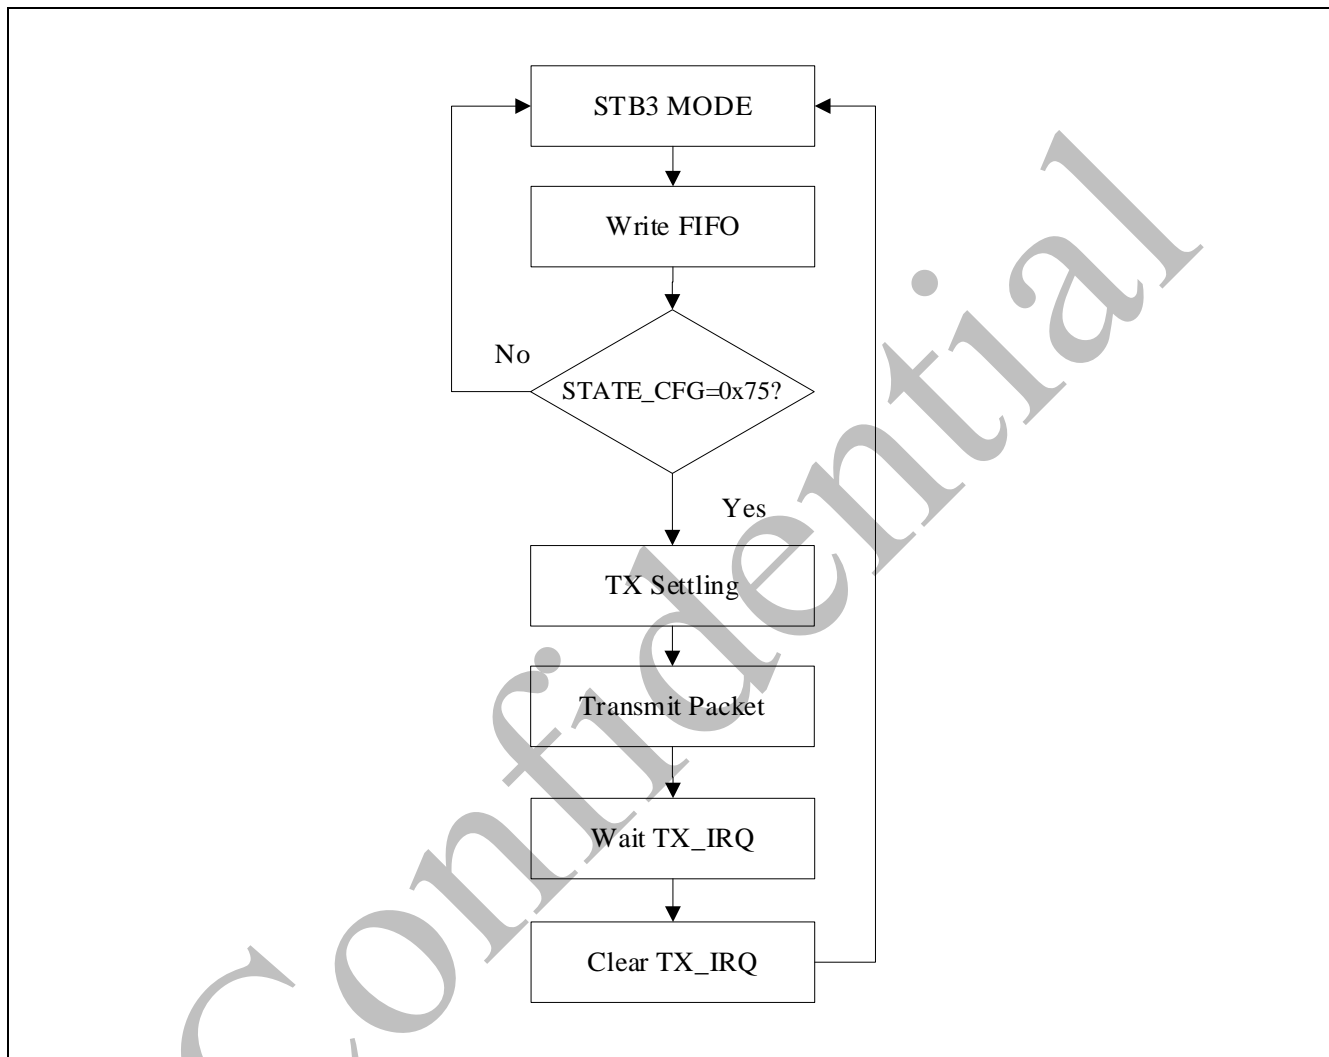 STB3 MODE
Write FIFO
No
STATE_CFG=0x75?
Yes
TX Settling
Transmit Packet
Wait TX_IRQ
Clear TX_IRQ
Confidential